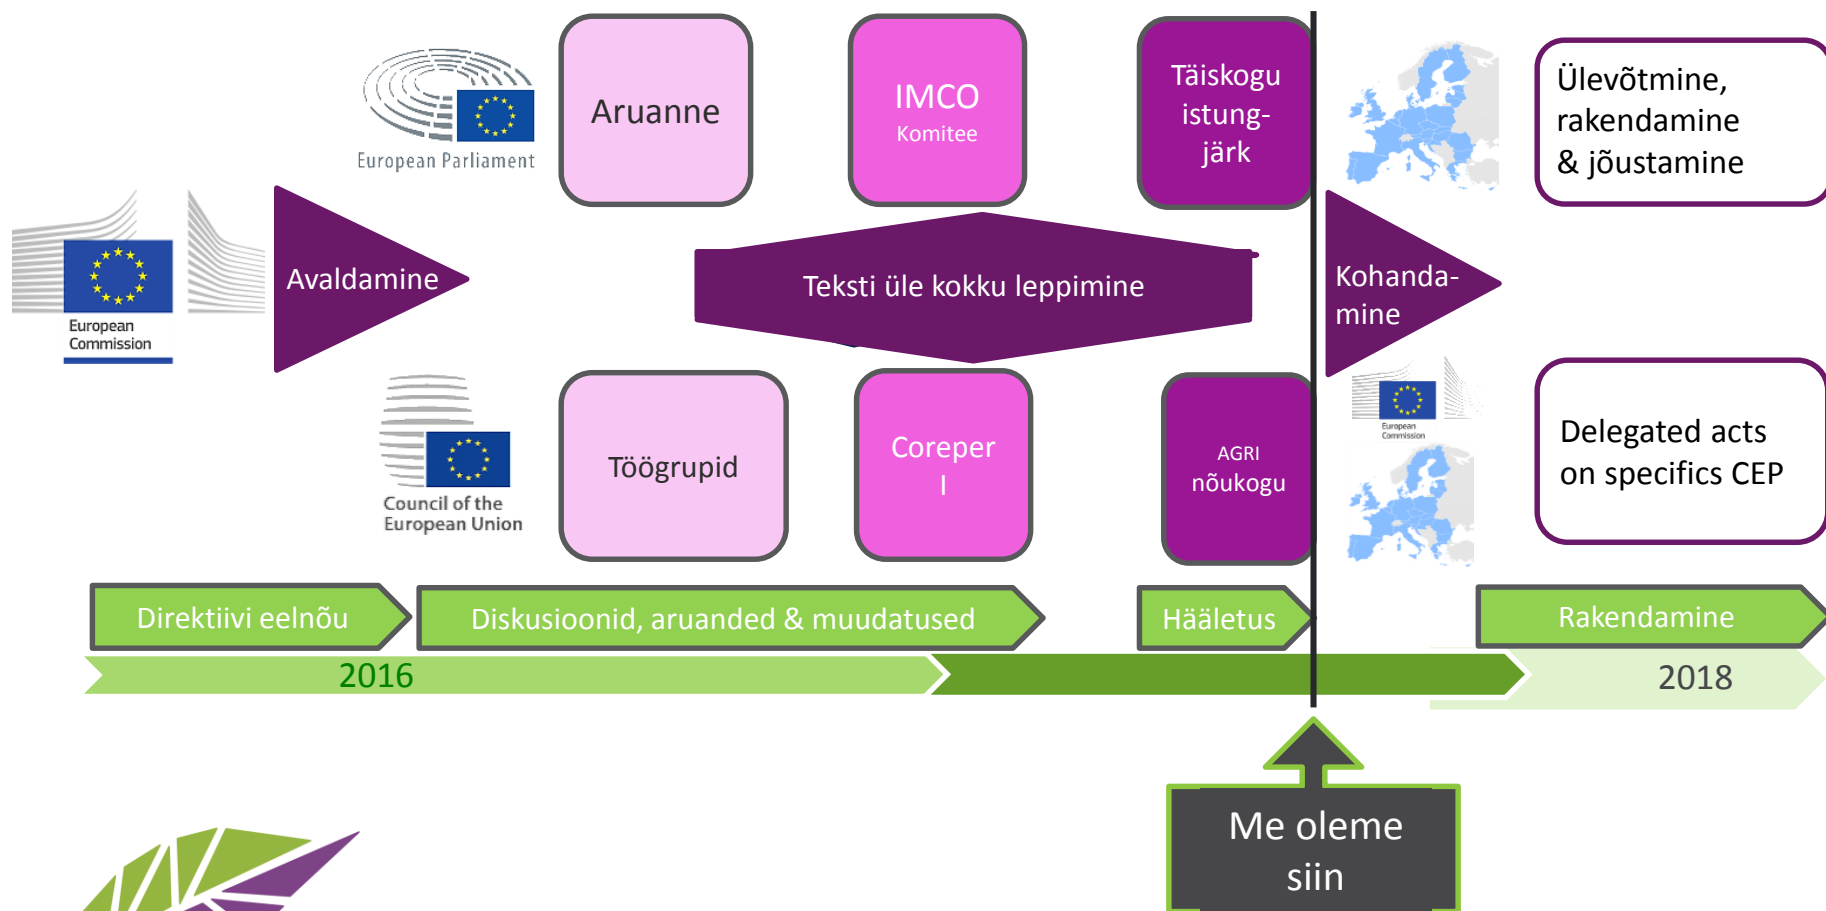 European Parliament
Aruanne
IMCO
Komitee
Täiskogu
istung-
järk
Ülevõtmine,
rakendamine
& jõustamine
European
Commission
Avaldamine
Teksti üle kokku leppimine
Kohanda-
mine
Council of the
European Union
Töögrupid
Coreper
I
AGRI
nõukogu
European
Commission
Delegated acts
on specifics CEP
Direktiivi eelnõu
Diskusioonid, aruanded & muudatused
Hääletus
Rakendamine
2016
2018
Me oleme
siin